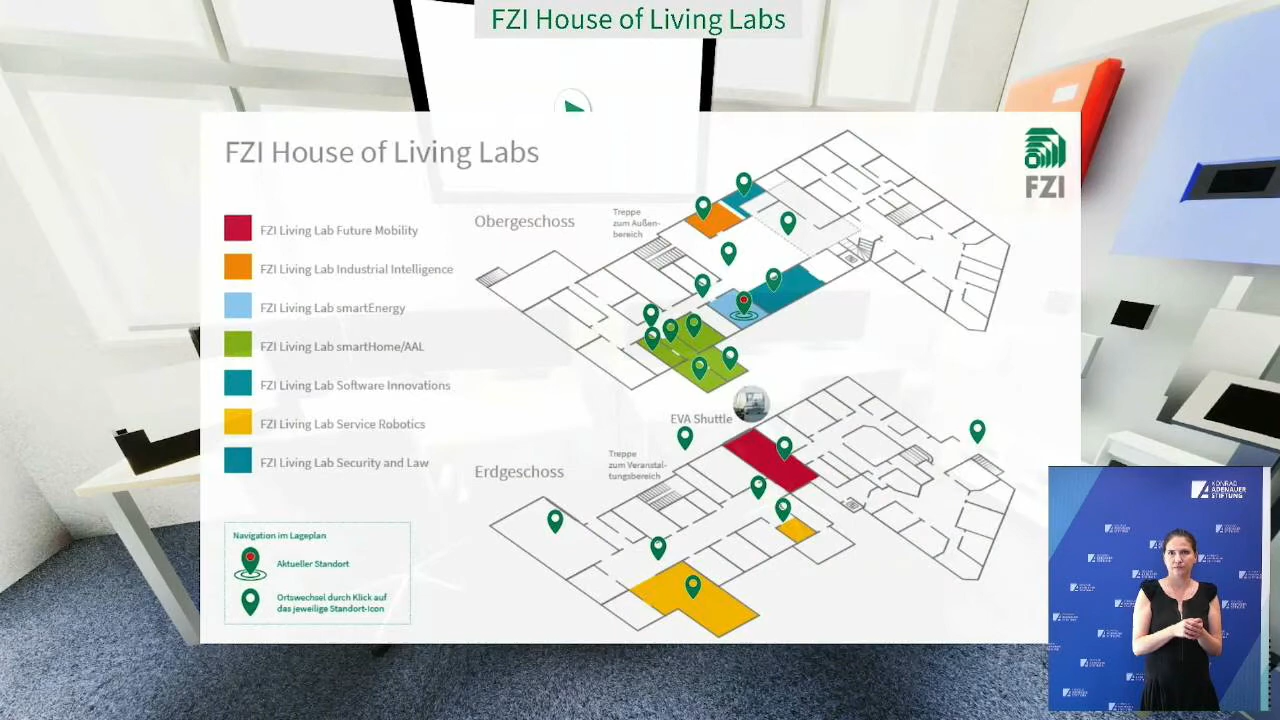 FZI House of Living Labs
FZI House of Living Labs
FZI
FZI Living Lab Future Mobility
FZI Living Lab Industrial Intelligence
FZI Living Lab smartEnergy
FZI Living Lab smartHome/AAL
FZI Living Lab Software Innovations
FZI Living Lab Service Robotics
FZI Living Lab Security and Law
Obergeschoss
Treppe
zum Außen-
bereich
EVA Shuttle
Erdgeschoss
Treppe
zum Veranstal-
tungsbereich
Navigation im Lageplan
Aktueller Standort
Ortswechsel durch Klick auf
das jeweilige Standort-Icon
KONRAD
ADENAUER
STIFTUNG